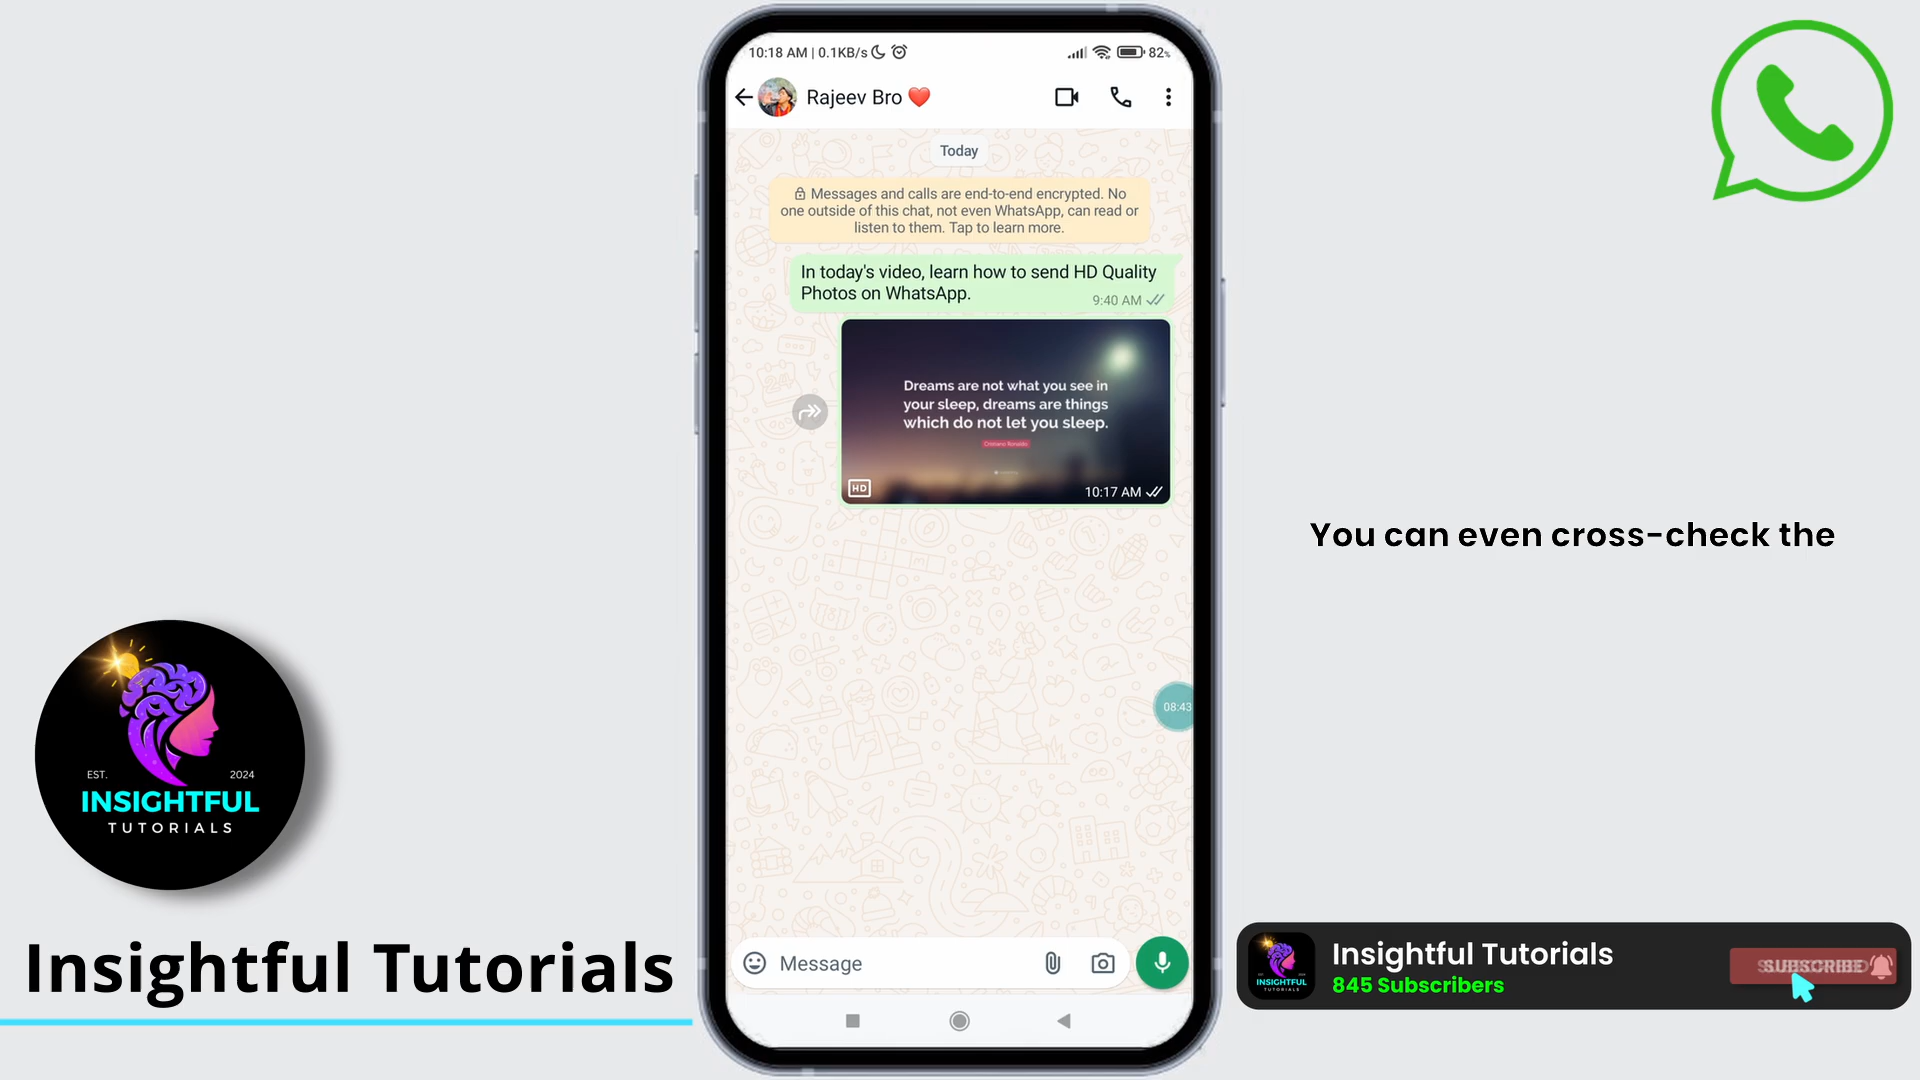 10:18 AM | 0.1KB/s
82%
Rajeev Bro
Today
Messages and calls are end-to-end encrypted. No
one outside of this chat, not even WhatsApp, can read or
listen to them. Tap to learn more.
In today's video, learn how to send HD Quality
Photos on WhatsApp.
9:40 AM
Dreams are not what you see in
your sleep, dreams are things
which do not let you sleep.
Cristiano Ronaldo
HD
10:17 AM
You can even cross-check the
08:43
EST.
2024
INSIGHTFUL
TUTORIALS
Insightful Tutorials
Message
INSIGHTFUL
TUTORIALS
Insightful Tutorials
845 Subscribers